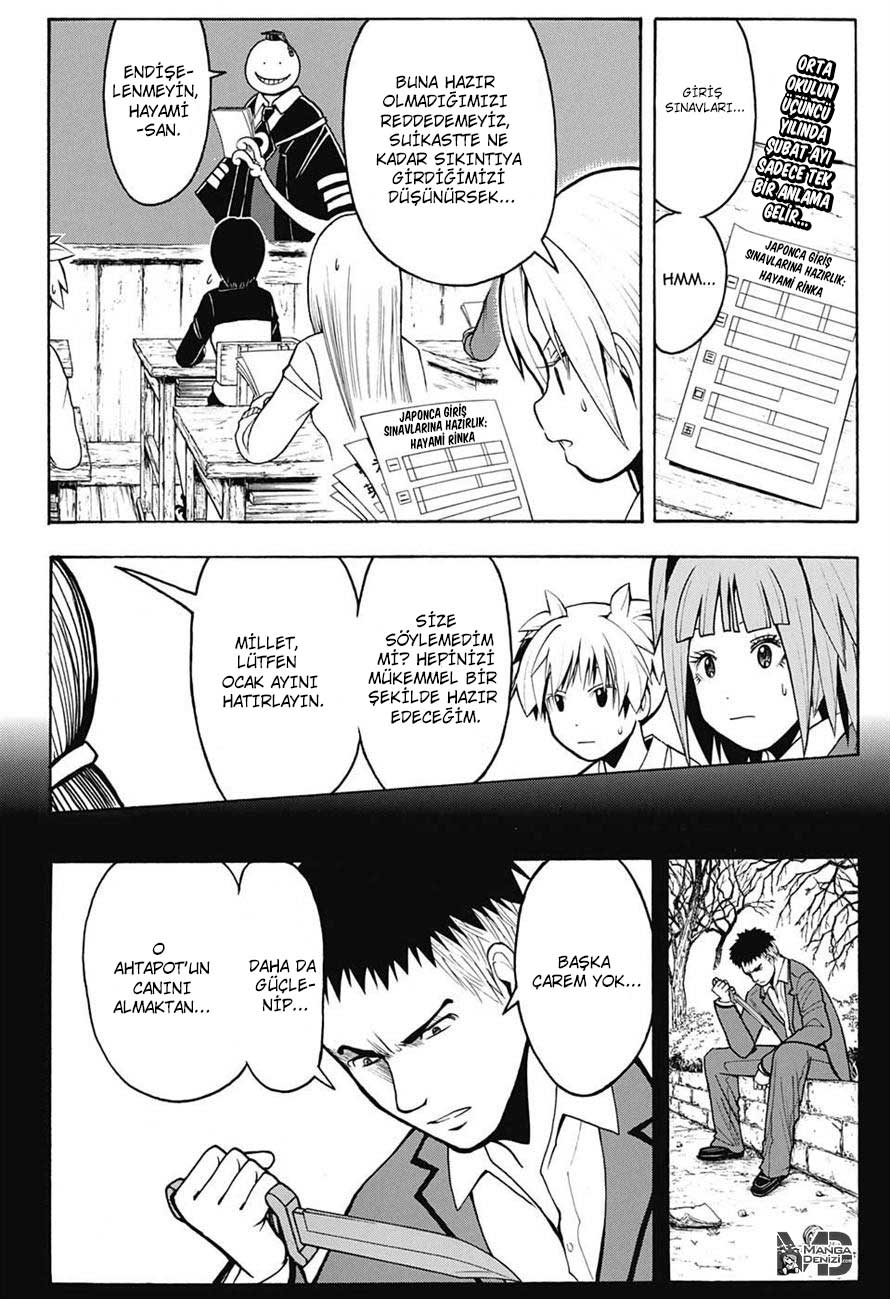 ORTA
OKULUN
ÜÇÜNCÜ
YILINDA
ŞUBAT AYI
SADECE TEK
BİR ANLAMA
GELİR...
GİRİŞ
SINAVLARI...
HMM...
JAPONCA GİRİŞ
SINAVLARINA HAZIRLIK:
HAYAMİ RİNKA
BUNA HAZIR
OLMADIĞIMIZI
REDDEDEMEYİZ,
SUİKASTTE NE
KADAR SIKINTIYA
GİRDİĞİMİZİ
DÜŞÜNÜRSEK...
ENDİŞE-
LENMEYİN,
HAYAMİ
-SAN.
JAPONCA GİRİŞ
SINAVLARINA HAZIRLIK:
HAYAMİ RİNKA
SİZE
SÖYLEMEDİM
Mİ? HEPİNİZİ
MÜKEMMEL BİR
ŞEKİLDE HAZIR
EDECEĞİM.
MİLLET,
LÜTFEN
OCAK AYINI
HATIRLAYIN.
BAŞKA
ÇAREM YOK...
DAHA DA
GÜÇLE-
NİP...
O
AHTAPOT'UN
CANINI
ALMAKTAN...
MD
MANGA
DENİZİ.com